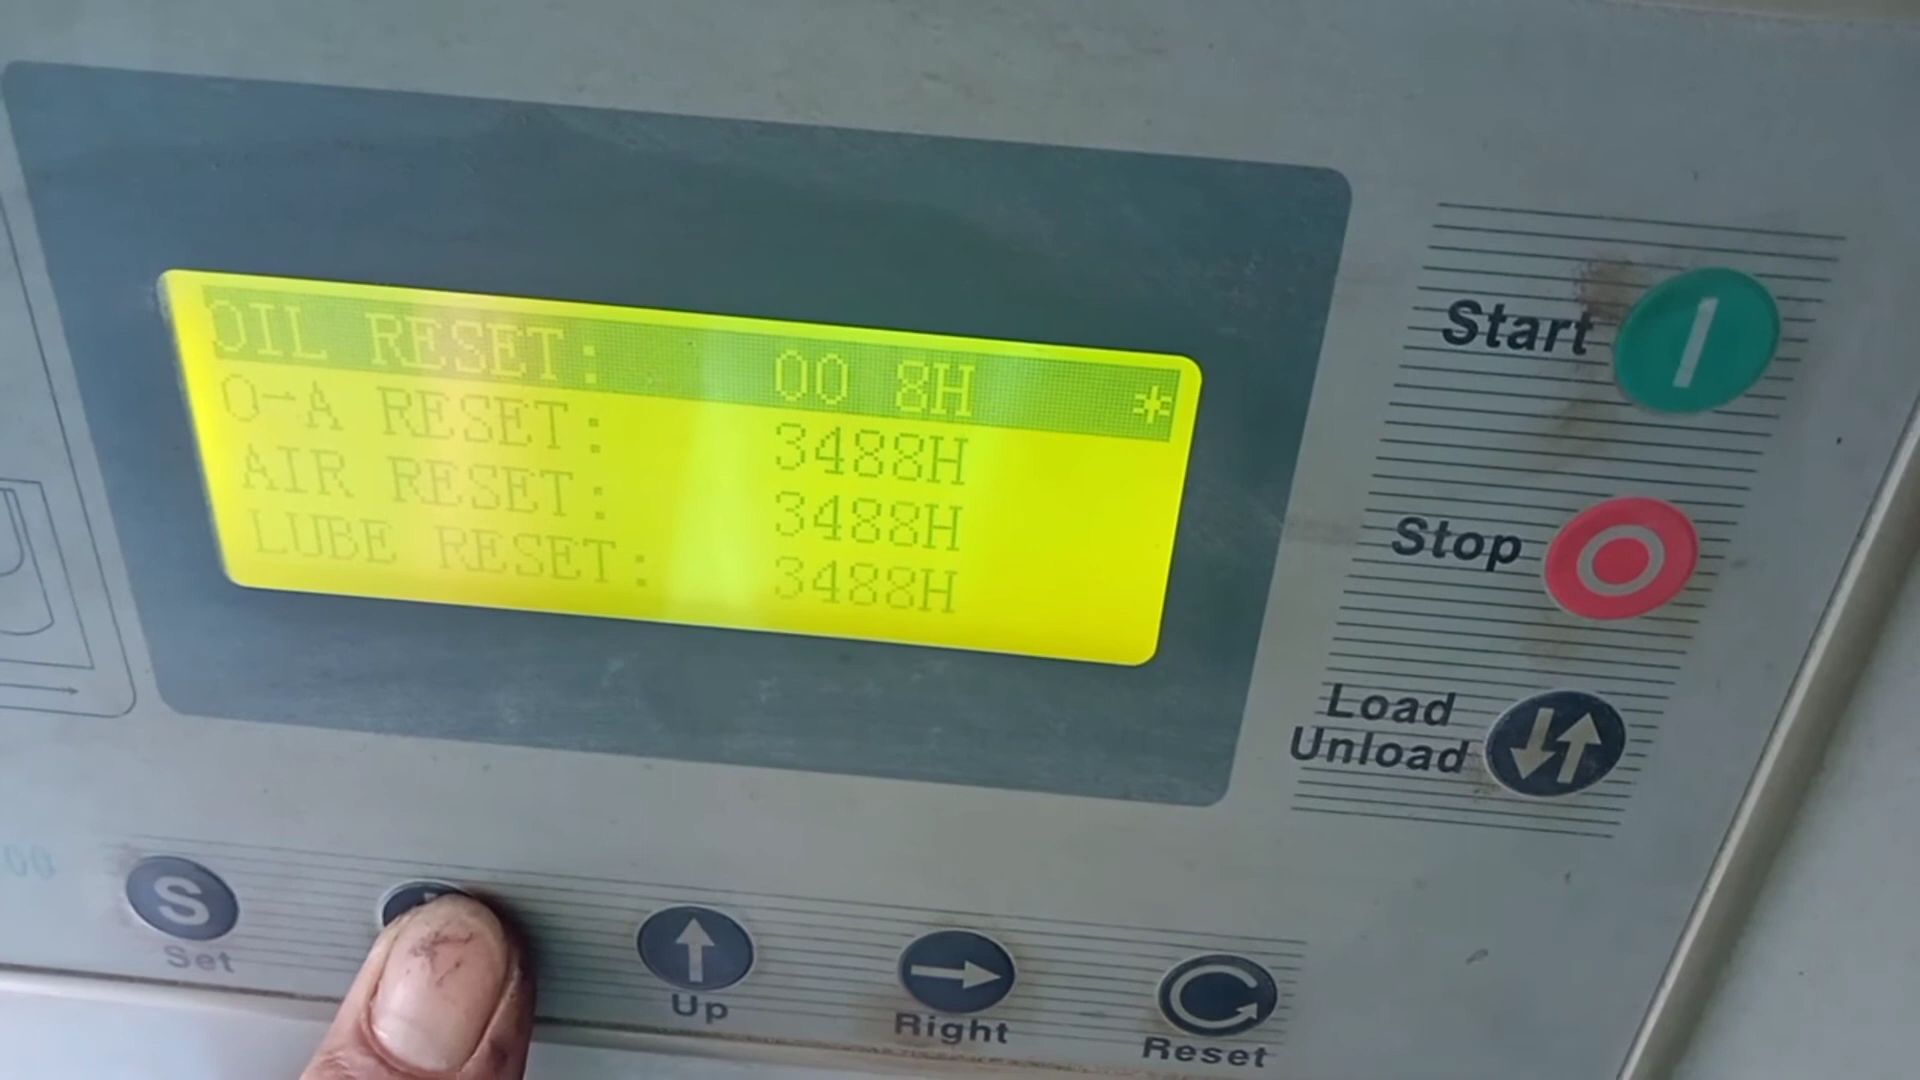 OIL RESET: 00 8H *
O-A RESET: 3488H
AIR RESET: 3488H
LUBE RESET: 3488H
Start
Stop
Load
Unload
00
S
Set
Up
Right
Reset